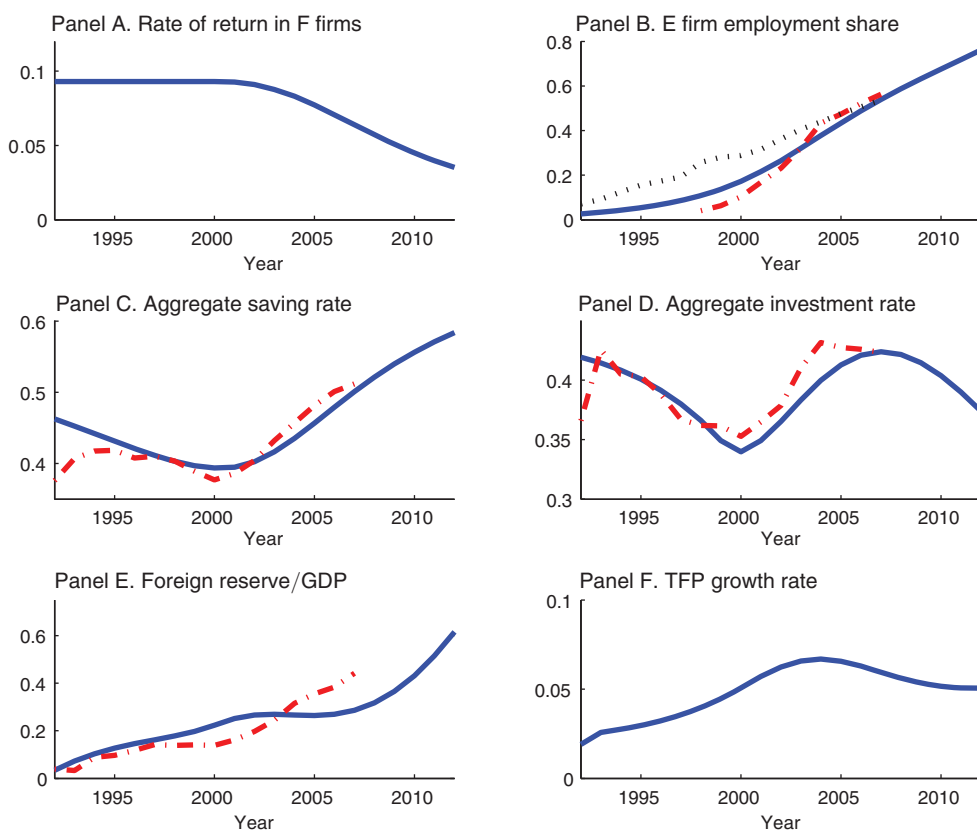 Panel A. Rate of return in F firms
0.1
0.05
0
1995 2000 2005 2010
Year
Panel B. E firm employment share
0.8
0.6
0.4
0.2
0
1995 2000 2005 2010
Year
Panel C. Aggregate saving rate
0.6
0.5
0.4
1995 2000 2005 2010
Year
Panel D. Aggregate investment rate
0.4
0.35
0.3
1995 2000 2005 2010
Year
Panel E. Foreign reserve/GDP
0.6
0.4
0.2
0
1995 2000 2005 2010
Year
Panel F. TFP growth rate
0.1
0.05
0
1995 2000 2005 2010
Year